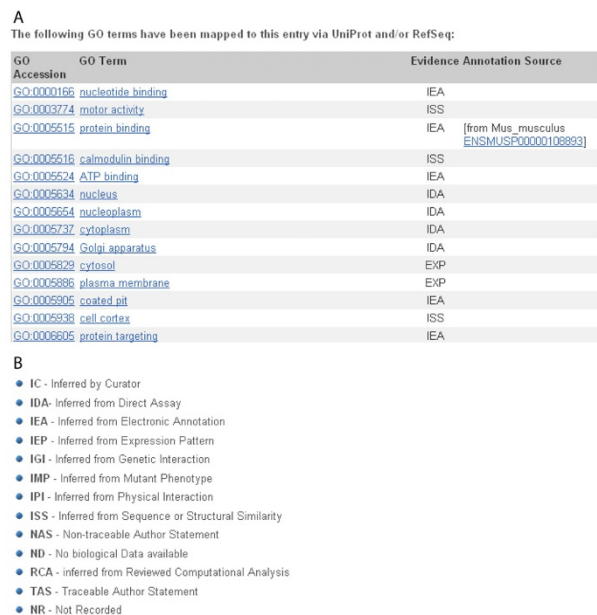 A
The following GO terms have been mapped to this entry via UniProt and/or RefSeq:
GO Accession GO Term Evidence Annotation Source
GO:0000166 nucleotide binding IEA
GO:0003774 motor activity ISS
GO:0005515 protein binding IEA [from Mus_musculus
ENSMUSP00000108893]
GO:0005516 calmodulin binding ISS
GO:0005524 ATP binding IEA
GO:0005634 nucleus IDA
GO:0005654 nucleoplasm IDA
GO:0005737 cytoplasm IDA
GO:0005794 Golgi apparatus IDA
GO:0005829 cytosol EXP
GO:0005886 plasma membrane EXP
GO:0005905 coated pit IEA
GO:0005938 cell cortex ISS
GO:0006605 protein targeting IEA
B
IC - Inferred by Curator
IDA- Inferred from Direct Assay
IEA - Inferred from Electronic Annotation
IEP - Inferred from Expression Pattern
IGI - Inferred from Genetic Interaction
IMP - Inferred from Mutant Phenotype
IPI - Inferred from Physical Interaction
ISS - Inferred from Sequence or Structural Similarity
NAS - Non-traceable Author Statement
ND - No biological Data available
RCA - inferred from Reviewed Computational Analysis
TAS - Traceable Author Statement
NR - Not Recorded